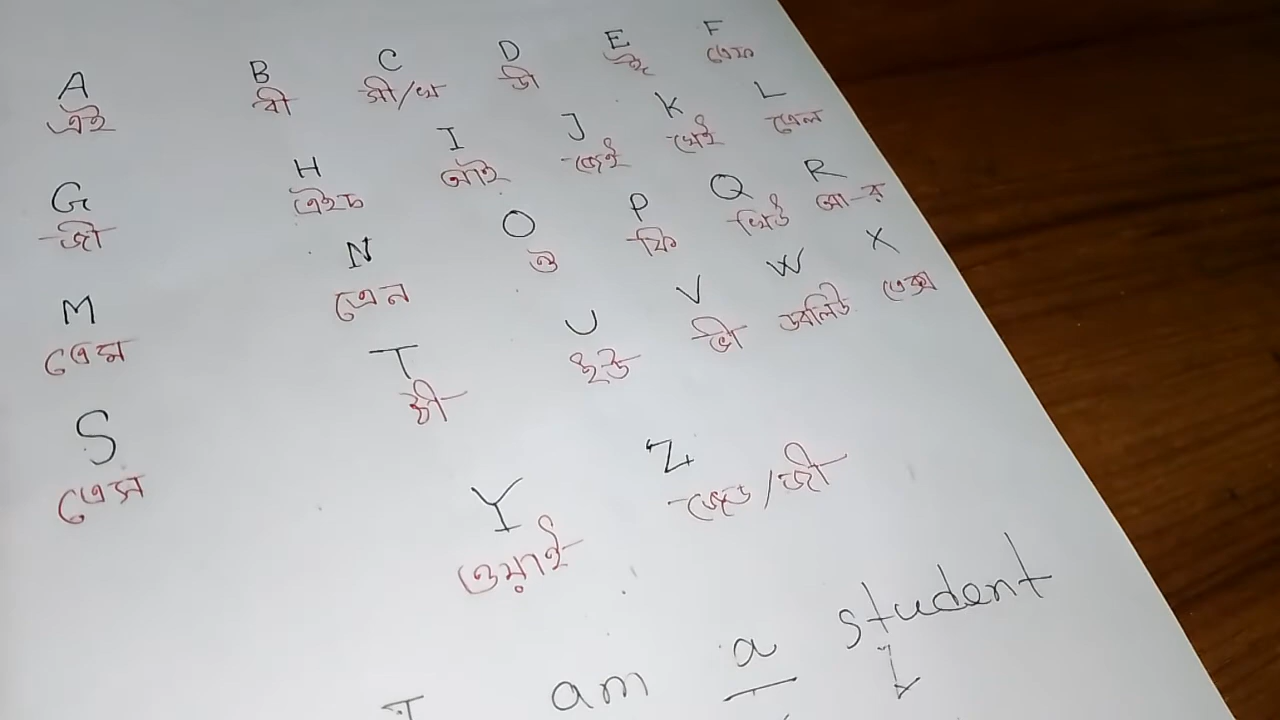 A B C D E F
এই বী সী/ছা ডী ই এফ
G H I J K L
জী এইচ আই জেই খেই এল
M N O P Q R
এম এন ও ফি খিউ আ-র
S T U V W X
এস টী ইউ ভী ডবলিউ এক্স
Y Z
ওয়াই জেড/জী
I am a student